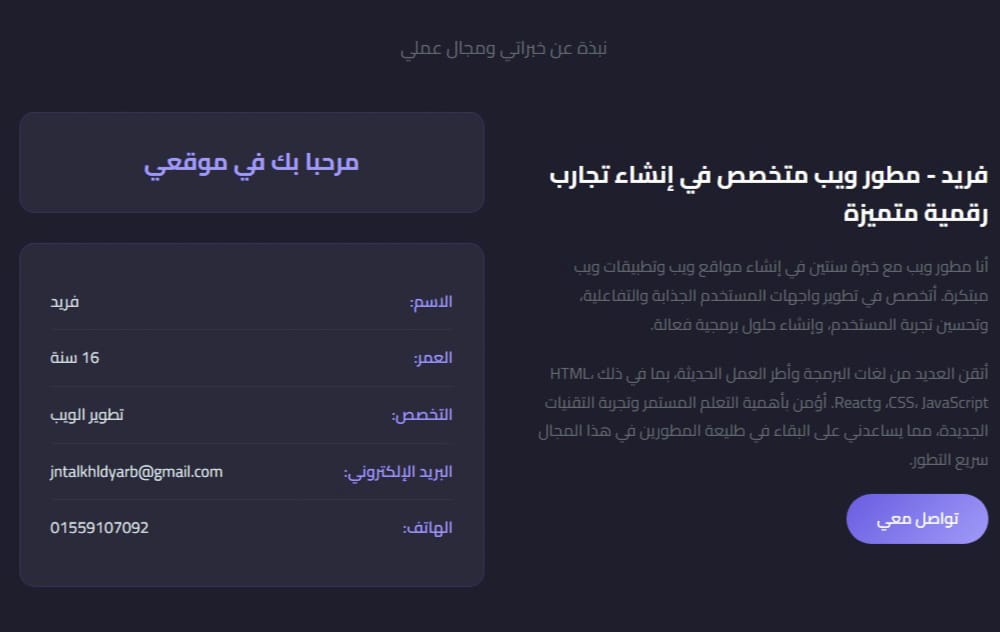 نبذة عن خبراتي ومجال عملي
فريد - مطور ويب متخصص في إنشاء تجارب
رقمية متميزة
أنا مطور ويب مع خبرة سنتين في إنشاء مواقع ويب وتطبيقات ويب
مبتكرة. أتخصص في تطوير واجهات المستخدم الجذابة والتفاعلية،
وتحسين تجربة المستخدم، وإنشاء حلول برمجية فعالة.
أتقن العديد من لغات البرمجة وأطر العمل الحديثة، بما في ذلك HTML،
CSS، JavaScript، وReact. أؤمن بأهمية التعلم المستمر وتجربة التقنيات
الجديدة، مما يساعدني على البقاء في طليعة المطورين في هذا المجال
سريع التطور.
تواصل معي
مرحبا بك في موقعي
الاسم: فريد
العمر: 16 سنة
التخصص: تطوير الويب
البريد الإلكتروني: jntalkhldyarb@gmail.com
الهاتف: 01559107092